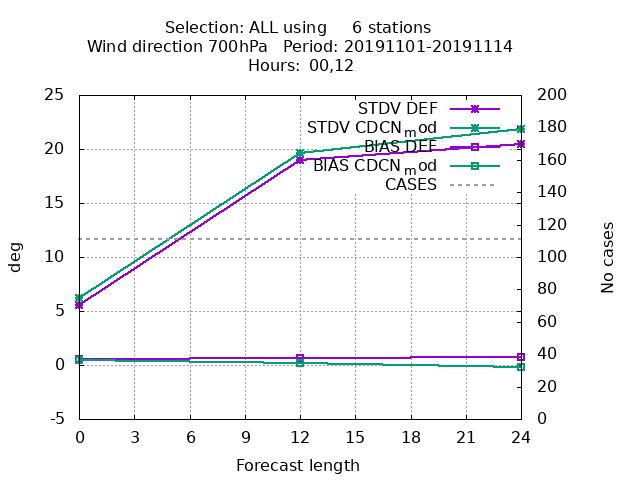 Selection: ALL using     6 stations
Wind direction 700hPa   Period: 20191101-20191114
Hours: 00,12
25
20
15
10
5
0
-5
deg
200
180
160
140
120
100
80
60
40
20
0
No cases
STDV DEF
STDV CDCNmod
BIAS DEF
BIAS CDCNmod
CASES
0 3 6 9 12 15 18 21 24
Forecast length